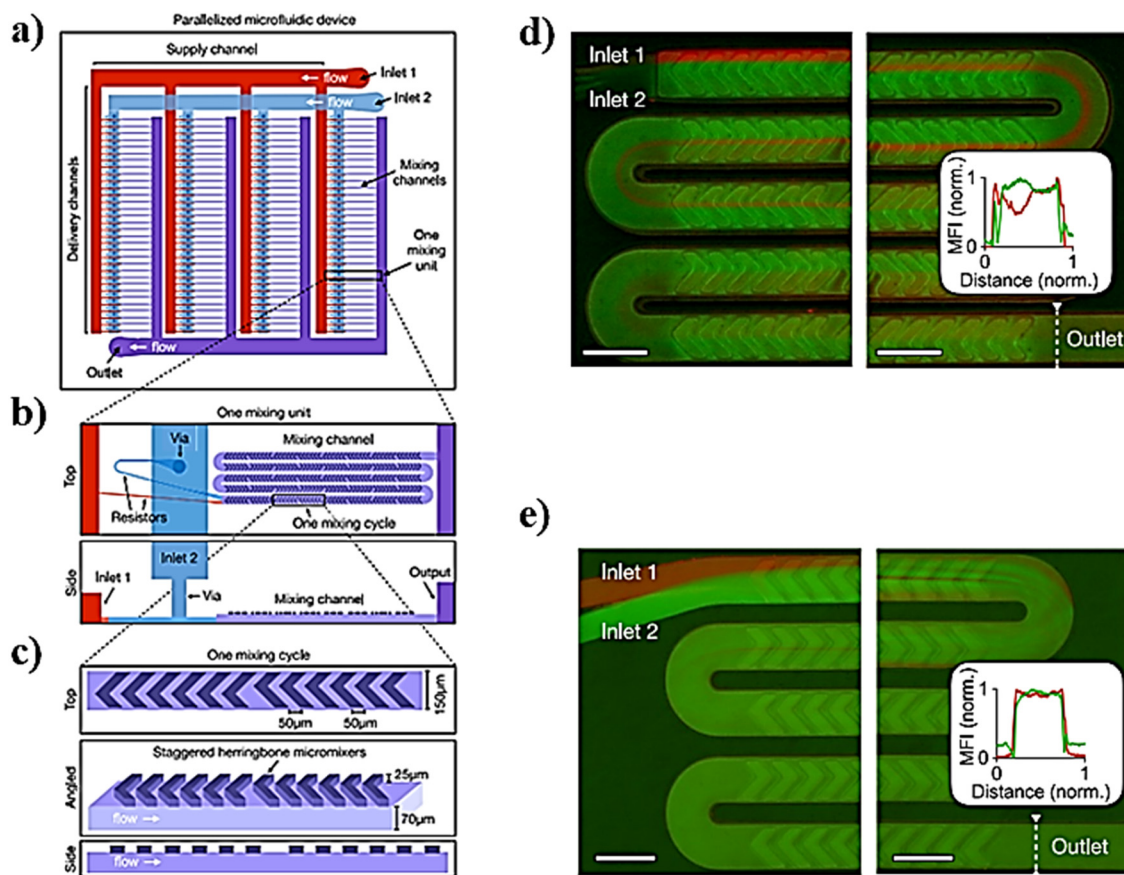 a)
Parallelized microfluidic device
Supply channel
flow
Inlet 1
flow
Inlet 2
Delivery channels
Mixing channels
One mixing unit
flow
Outlet
b)
One mixing unit
Top
Via
Mixing channel
Resistors
One mixing cycle
Side
Inlet 1
Inlet 2
Via
Mixing channel
Output
c)
One mixing cycle
Top
150µm
50µm
50µm
Staggered herringbone micromixers
Angled
25µm
flow
70µm
Side
flow
d)
Inlet 1
Inlet 2
MFI (norm.)
1
0
0
1
Distance (norm.)
Outlet
e)
Inlet 1
Inlet 2
MFI (norm.)
1
0
0
1
Distance (norm.)
Outlet